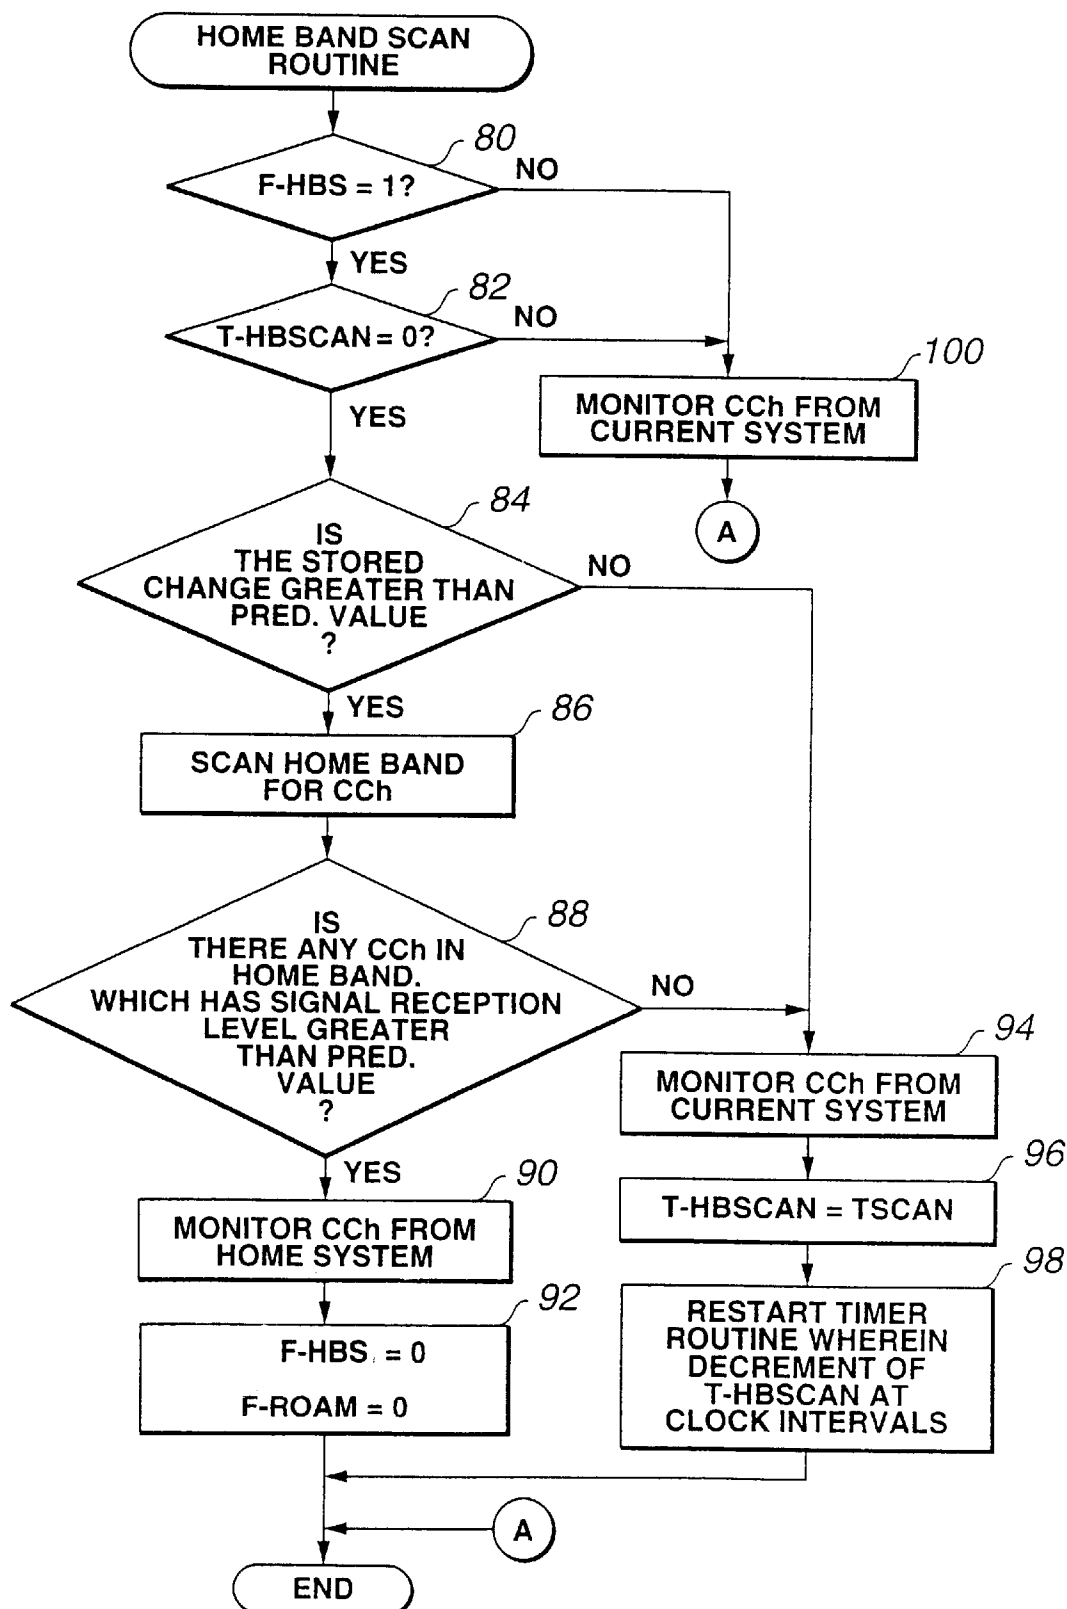 HOME BAND SCAN
ROUTINE
80
F-HBS = 1?
NO
YES
82
T-HBSCAN = 0?
NO
YES
100
MONITOR CCh FROM
CURRENT SYSTEM
A
84
IS
THE STORED
CHANGE GREATER THAN
PRED. VALUE
?
NO
YES
86
SCAN HOME BAND
FOR CCh
88
IS
THERE ANY CCh IN
HOME BAND.
WHICH HAS SIGNAL RECEPTION
LEVEL GREATER
THAN PRED.
VALUE
?
NO
YES
94
MONITOR CCh FROM
CURRENT SYSTEM
96
T-HBSCAN = TSCAN
98
RESTART TIMER
ROUTINE WHEREIN
DECREMENT OF
T-HBSCAN AT
CLOCK INTERVALS
90
MONITOR CCh FROM
HOME SYSTEM
92
F-HBS = 0
F-ROAM = 0
A
END